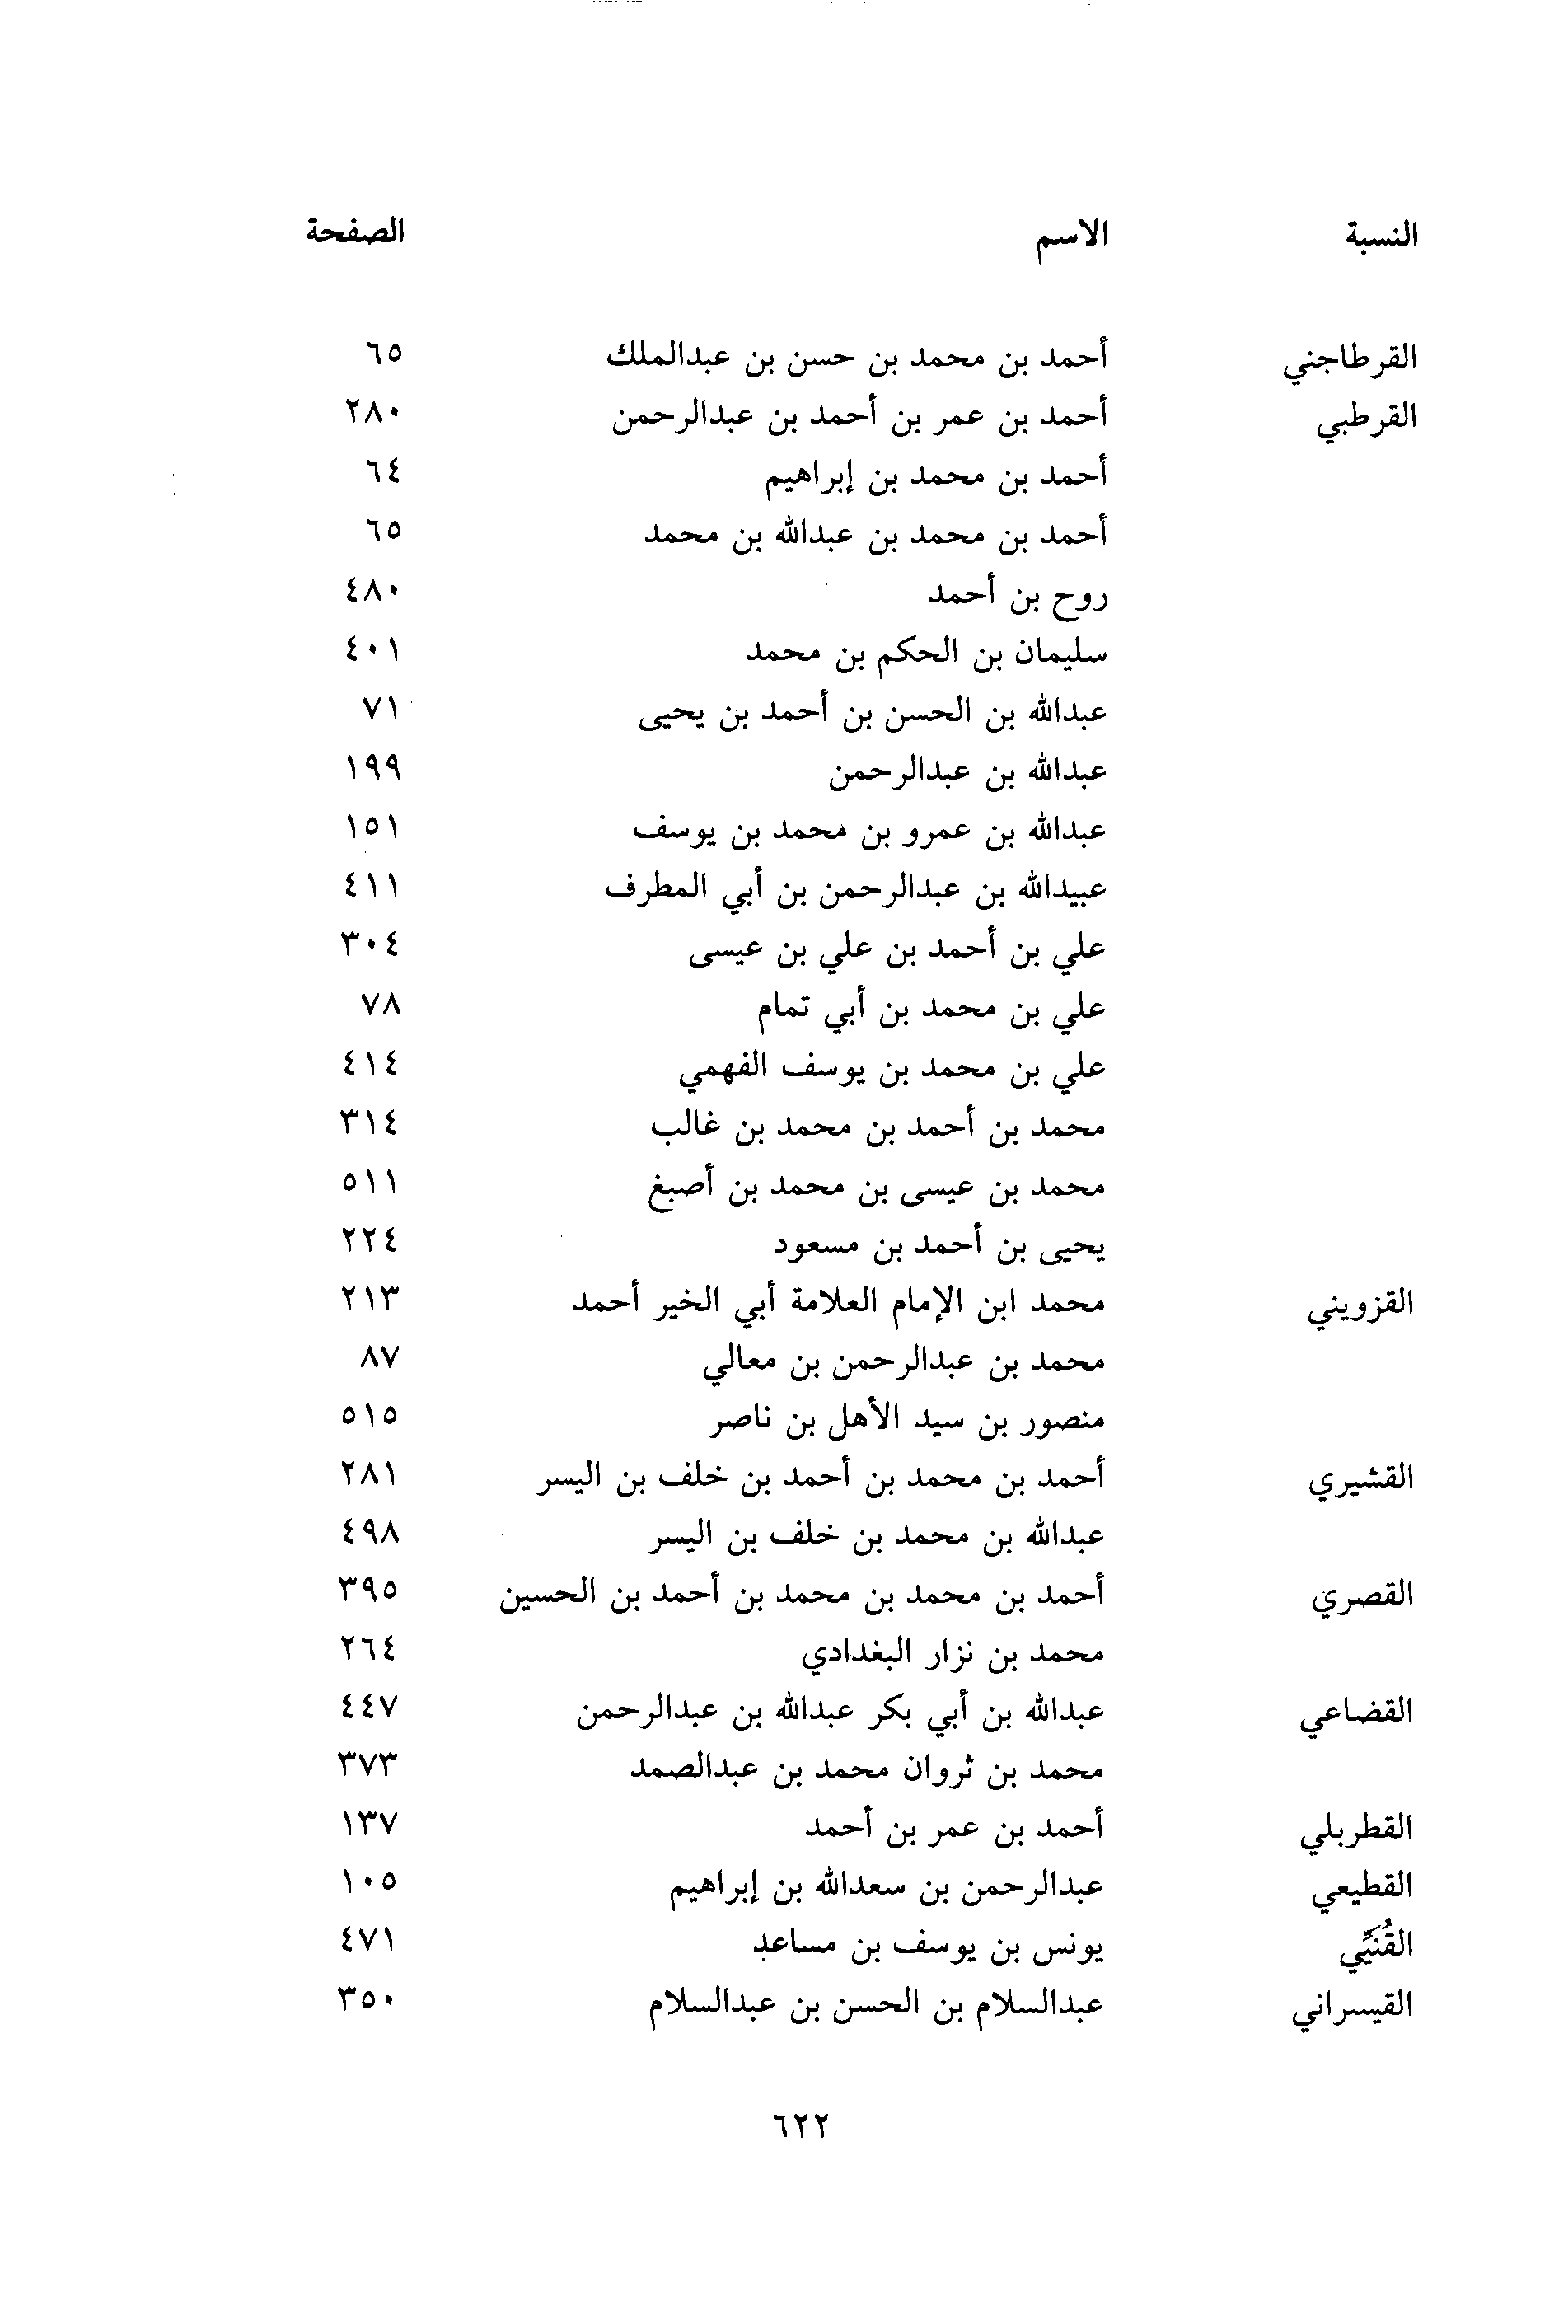 النسبة الاسم الصفحة
القرطاجني أحمد بن محمد بن حسن بن عبدالملك ٦٥
القرطبي أحمد بن عمر بن أحمد بن عبدالرحمن ٢٨٠
أحمد بن محمد بن إبراهيم ٦٤
أحمد بن محمد بن عبدالله بن محمد ٦٥
روح بن أحمد ٤٨٠
سليمان بن الحكم بن محمد ٤٠١
عبدالله بن الحسن بن أحمد بن يحيى ٧١
عبدالله بن عبدالرحمن ١٩٩
عبدالله بن عمرو بن محمد بن يوسف ١٥١
عبيدالله بن عبدالرحمن بن أبي المطرف ٤١١
علي بن أحمد بن علي بن عيسى ٣٠٤
علي بن محمد بن أبي تمام ٧٨
علي بن محمد بن يوسف الفهمي ٤١٤
محمد بن أحمد بن محمد بن غالب ٣١٤
محمد بن عيسى بن محمد بن أصبغ ٥١١
يحيى بن أحمد بن مسعود ٢٢٤
القزويني محمد ابن الإمام العلامة أبي الخير أحمد ٢١٣
محمد بن عبدالرحمن بن معالي ٨٧
منصور بن سيد الأهل بن ناصر ٥١٥
القشيري أحمد بن محمد بن أحمد بن خلف بن اليسر ٢٨١
عبدالله بن محمد بن خلف بن اليسر ٤٩٨
القصري أحمد بن محمد بن محمد بن أحمد بن الحسين ٣٩٥
محمد بن نزار البغدادي ٢٦٤
القضاعي عبدالله بن أبي بكر عبدالله بن عبدالرحمن ٤٤٧
محمد بن ثروان محمد بن عبدالصمد ٣٧٣
القطربلي أحمد بن عمر بن أحمد ١٣٧
القطيعي عبدالرحمن بن سعدالله بن إبراهيم ١٠٥
القُنَيِّي يونس بن يوسف بن مساعد ٤٧١
القيسراني عبدالسلام بن الحسن بن عبدالسلام ٣٥٠
٦٢٢